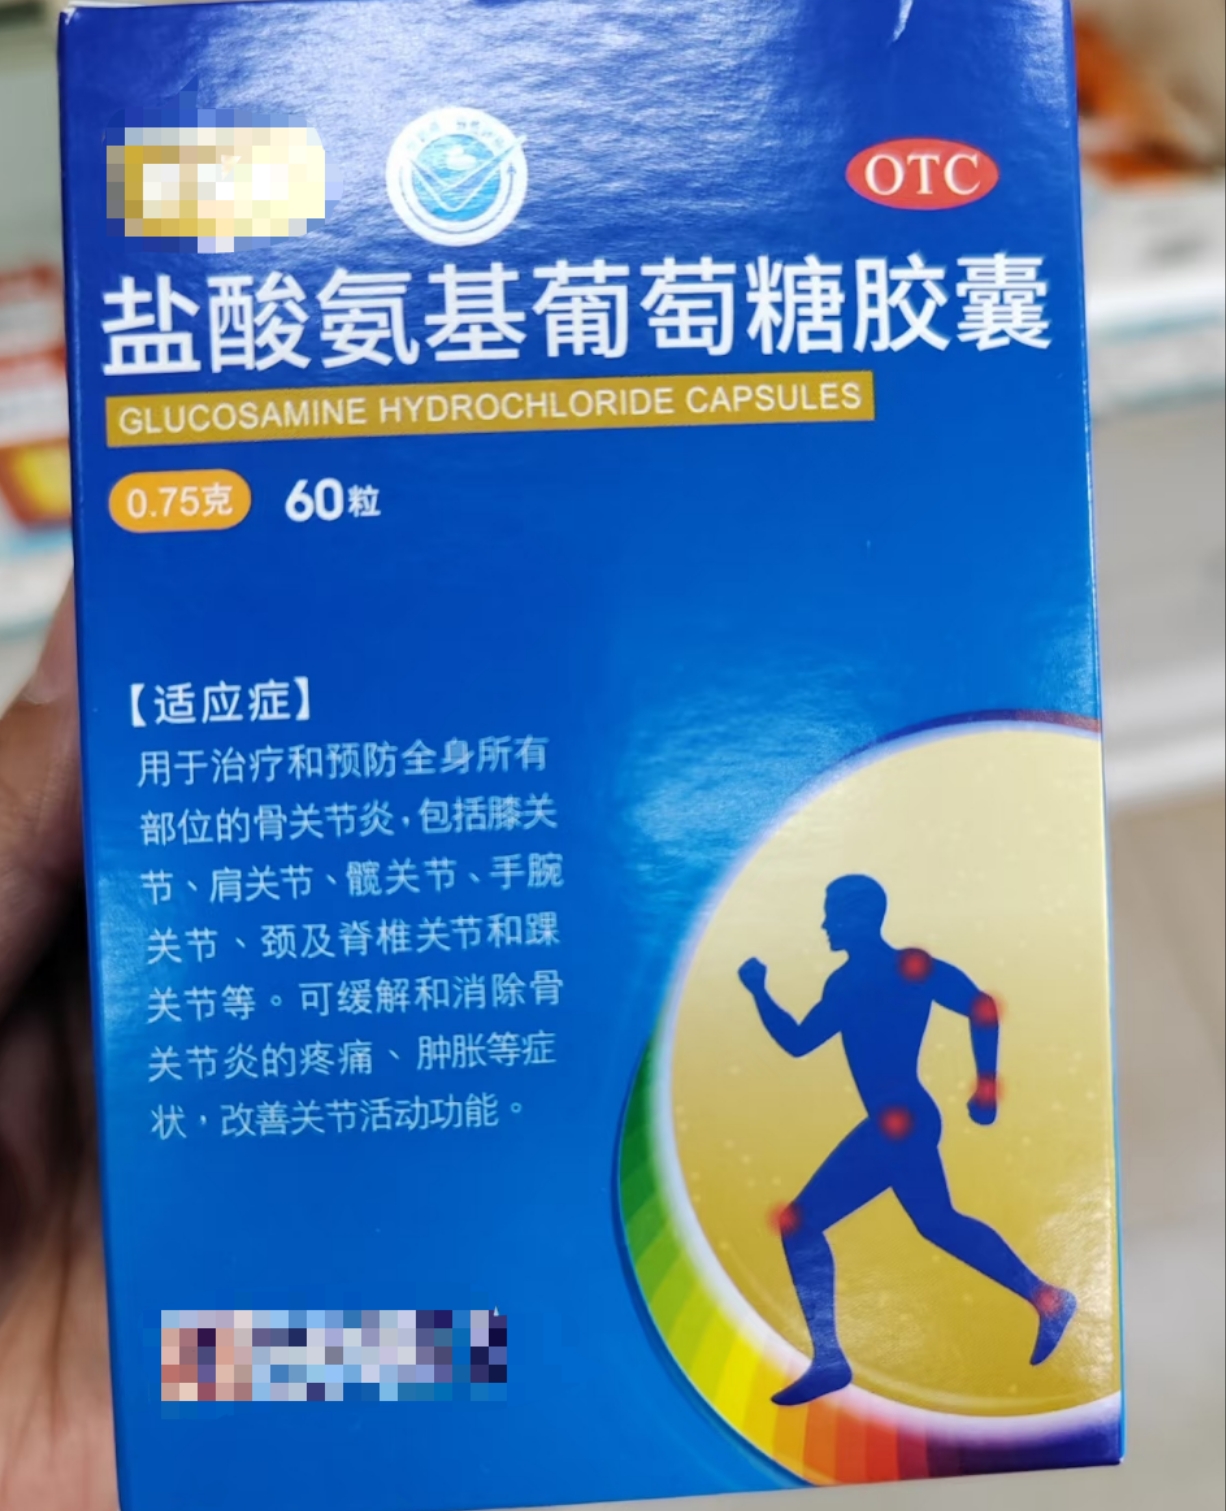 OTC
盐酸氨基葡萄糖胶囊
GLUCOSAMINE HYDROCHLORIDE CAPSULES
0.75克 60粒
【适应症】
用于治疗和预防全身所有
部位的骨关节炎，包括膝关
节、肩关节、髋关节、手腕
关节、颈及脊椎关节和踝
关节等。可缓解和消除骨
关节炎的疼痛、肿胀等症
状，改善关节活动功能。